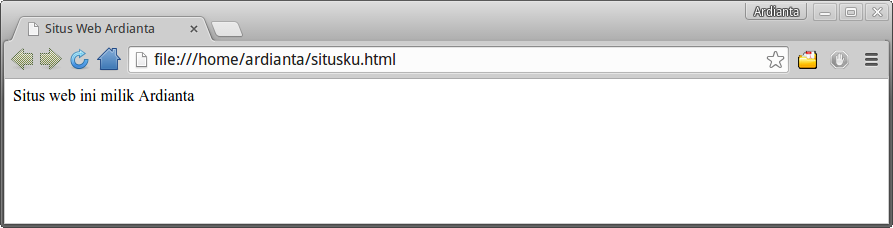 Ardianta
Situs Web Ardianta
file:///home/ardianta/situsku.html
Situs web ini milik Ardianta